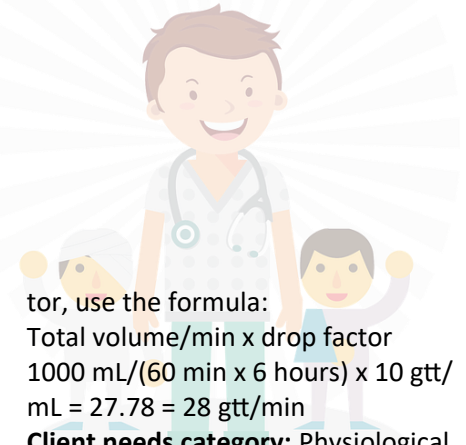 tor, use the formula:
Total volume/min x drop factor
1000 mL/(60 min x 6 hours) x 10 gtt/
mL = 27.78 = 28 gtt/min
Client needs category: Physiological